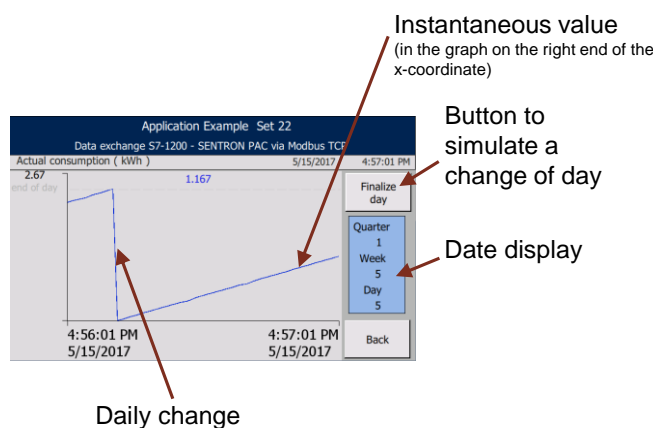 Instantaneous value
(in the graph on the right end of the
x-coordinate)
Application Example Set 22
Data exchange S7-1200 - SENTRON PAC via Modbus TCP
Actual consumption ( kWh )
5/15/2017
4:57:01 PM
2.67
end of day
1.167
Finalize
day
Button to
simulate a
change of day
Quarter
1
Week
5
Day
5
Date display
4:56:01 PM
5/15/2017
4:57:01 PM
5/15/2017
Back
Daily change